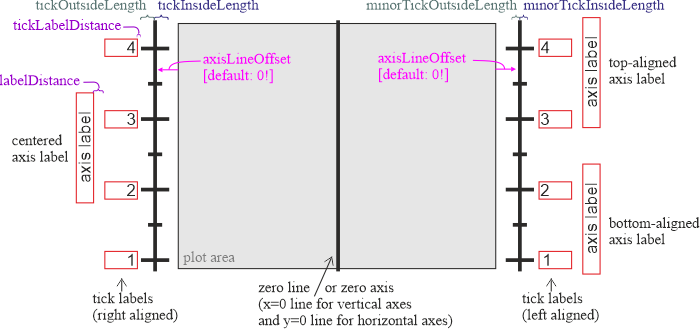 tickOutsideLength tickInsideLength minorTickOutsideLength minorTickInsideLength
tickLabelDistance
4
axisLineOffset
[default: 0!]
axisLineOffset
[default: 0!]
4
axis label
top-aligned
axis label
labelDistance
3
3
centered
axis label
axis label
2
2
axis label
bottom-aligned
axis label
1
plot area
1
tick labels
(right aligned)
zero line or zero axis
(x=0 line for vertical axes
and y=0 line for horizontal axes)
tick labels
(left aligned)